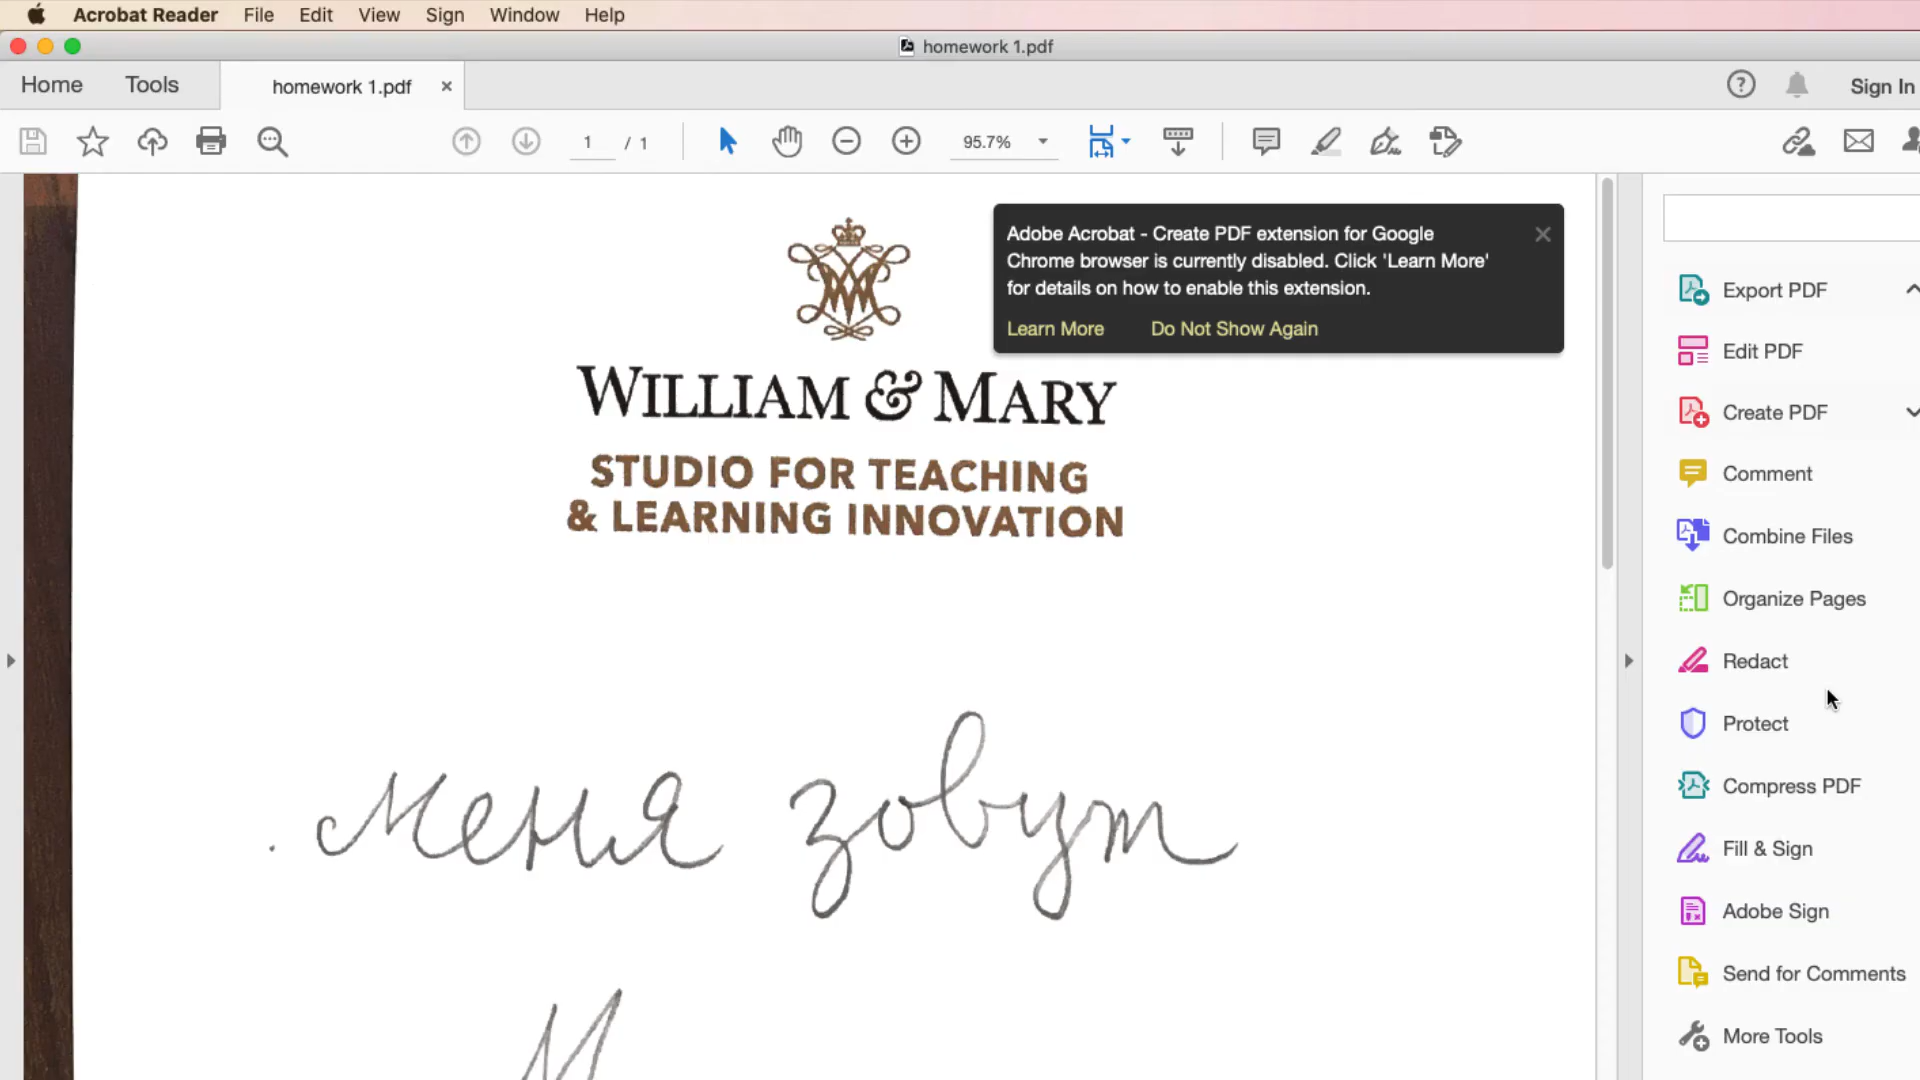 Acrobat Reader File Edit View Sign Window Help
homework 1.pdf
Home Tools homework 1.pdf × ? Sign In
1 / 1 95.7%
Adobe Acrobat - Create PDF extension for Google
Chrome browser is currently disabled. Click 'Learn More'
for details on how to enable this extension.
Learn More Do Not Show Again
WILLIAM & MARY
STUDIO FOR TEACHING
& LEARNING INNOVATION
меня зовут
М
Export PDF
Edit PDF
Create PDF
Comment
Combine Files
Organize Pages
Redact
Protect
Compress PDF
Fill & Sign
Adobe Sign
Send for Comments
More Tools